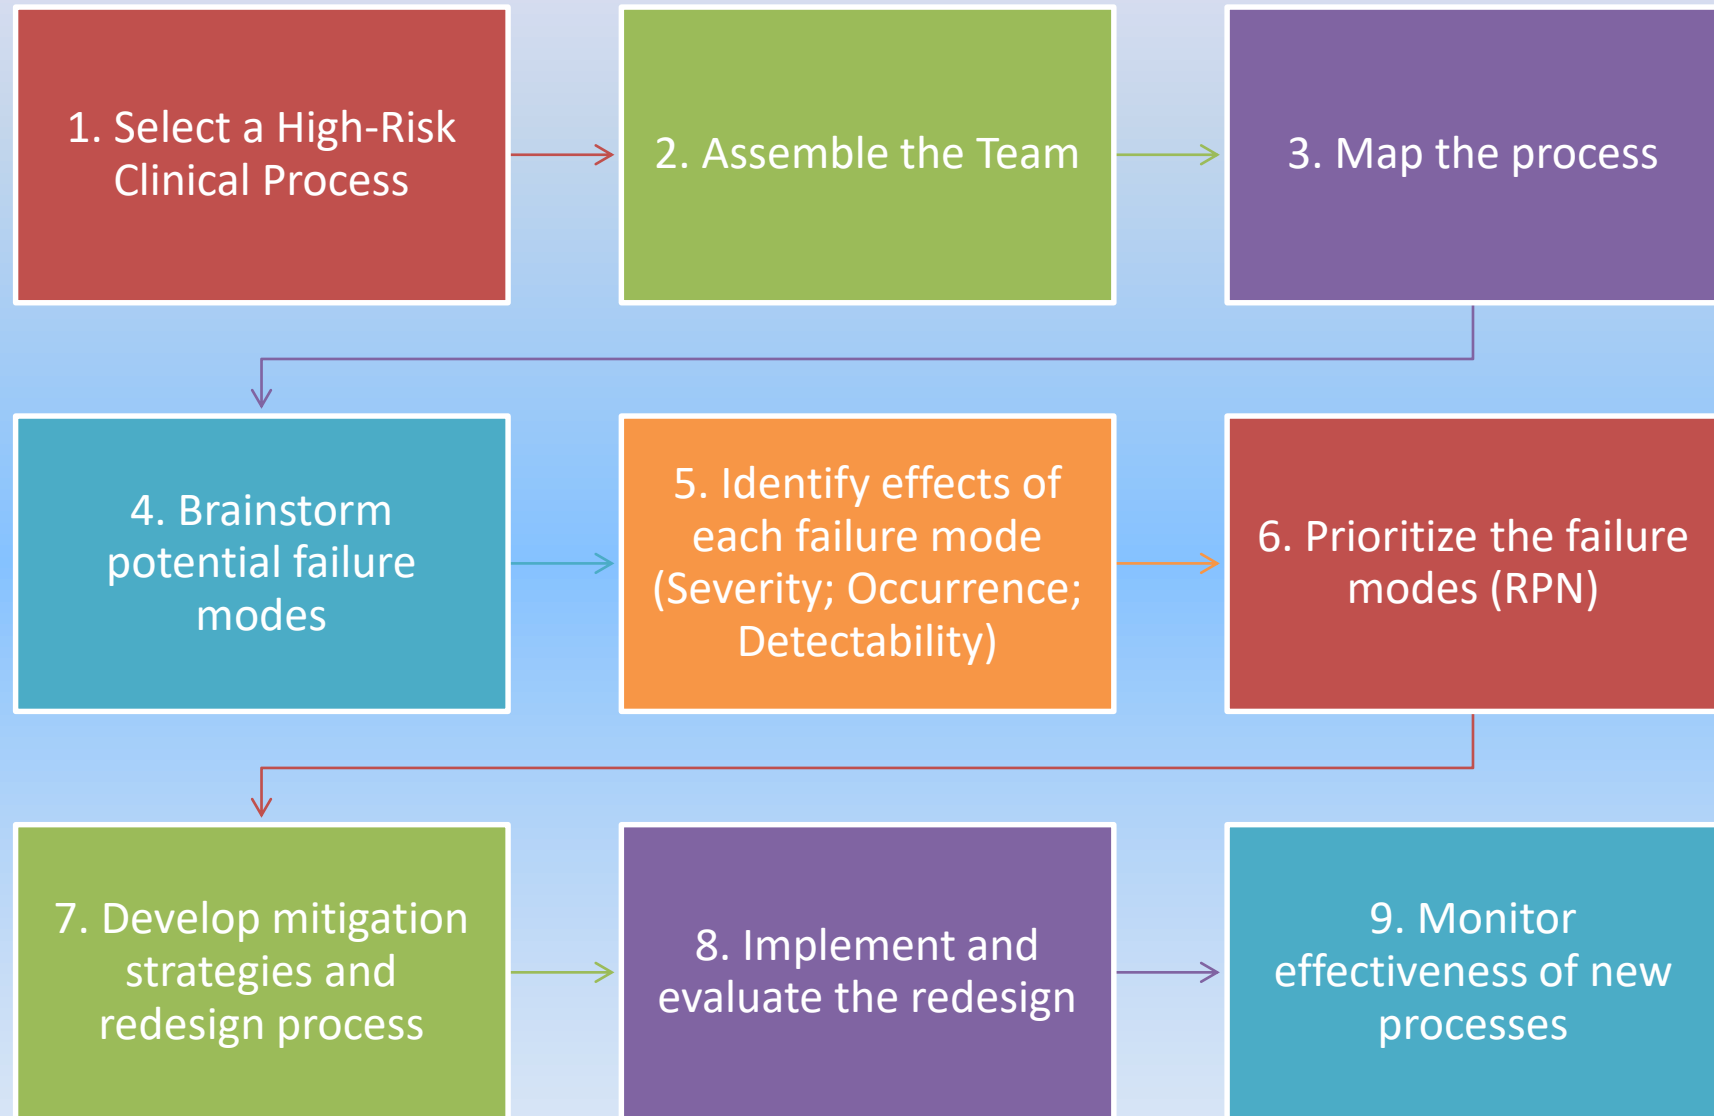 1. Select a High-Risk
Clinical Process
2. Assemble the Team
3. Map the process
4. Brainstorm
potential failure
modes
5. Identify effects of
each failure mode
(Severity; Occurrence;
Detectability)
6. Prioritize the failure
modes (RPN)
7. Develop mitigation
strategies and
redesign process
8. Implement and
evaluate the redesign
9. Monitor
effectiveness of new
processes